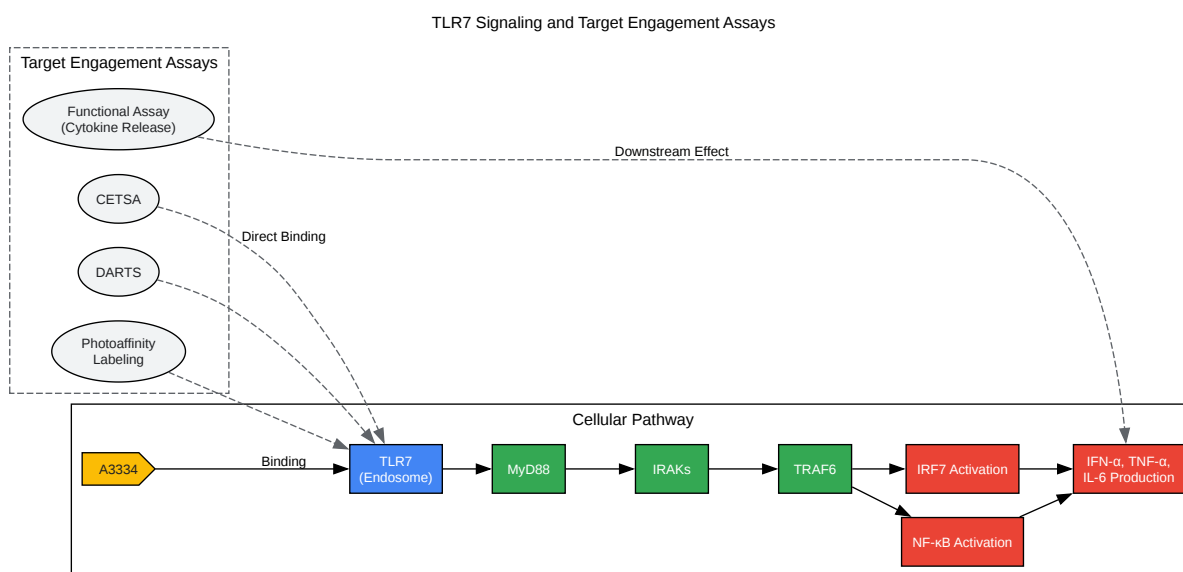 TLR7 Signaling and Target Engagement Assays
Target Engagement Assays
Functional Assay
(Cytokine Release)
Downstream Effect
CETSA
Direct Binding
DARTS
Photoaffinity
Labeling
Cellular Pathway
A3334
Binding
TLR7
(Endosome)
MyD88
IRAKs
TRAF6
IRF7 Activation
IFN-α, TNF-α,
IL-6 Production
NF-κB Activation